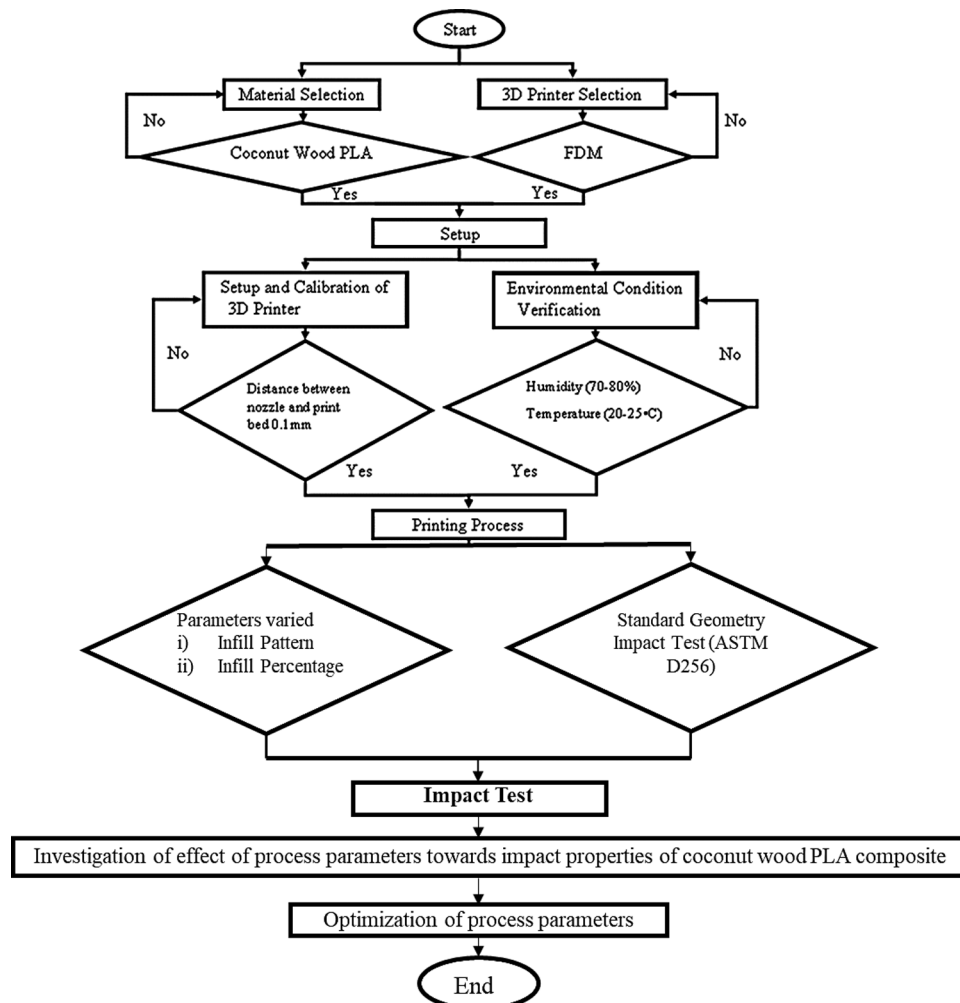 Start
Material Selection
3D Printer Selection
No
No
Coconut Wood PLA
FDM
Yes
Yes
Setup
Setup and Calibration of
3D Printer
Environmental Condition
Verification
No
No
Distance between
nozzle and print
bed 0.1mm
Humidity (70-80%)
Temperature (20-25•C)
Yes
Yes
Printing Process
Parameters varied
i) Infill Pattern
ii) Infill Percentage
Standard Geometry
Impact Test (ASTM
D256)
Impact Test
Investigation of effect of process parameters towards impact properties of coconut wood PLA composite
Optimization of process parameters
End